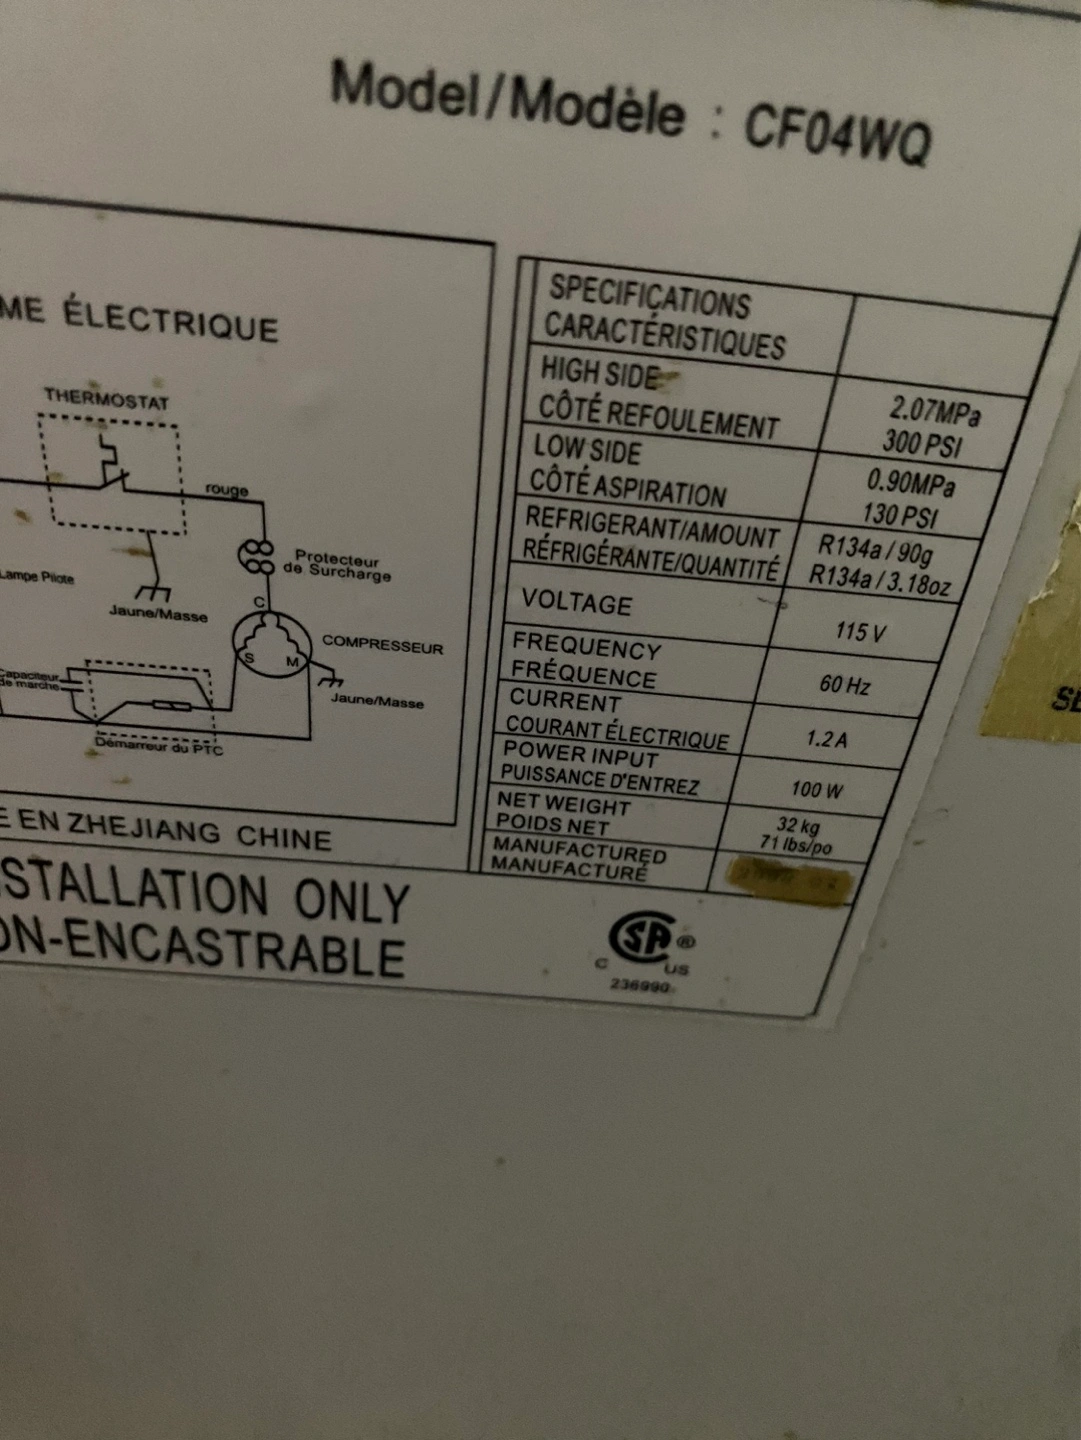 Model/Modèle : CF04WQ
ME ÉLECTRIQUE
THERMOSTAT
rouge
Protecteur
de Surcharge
Lampe Pilote
Jaune/Masse
C
S M
COMPRESSEUR
Jaune/Masse
Capaciteur
de marche
Démarreur du PTC
E EN ZHEJIANG CHINE
STALLATION ONLY
ON-ENCASTRABLE
SPECIFICATIONS
CARACTÉRISTIQUES
HIGH SIDE
CÔTÉ REFOULEMENT
2.07MPa
300 PSI
LOW SIDE
CÔTÉ ASPIRATION
0.90MPa
130 PSI
REFRIGERANT/AMOUNT
RÉFRIGÉRANTE/QUANTITÉ
R134a / 90g
R134a / 3.18oz
VOLTAGE
115 V
FREQUENCY
FRÉQUENCE
60 Hz
CURRENT
COURANT ÉLECTRIQUE
1.2 A
POWER INPUT
PUISSANCE D'ENTREZ
100 W
NET WEIGHT
POIDS NET
32 kg
71 lbs/po
MANUFACTURED
MANUFACTURÉ
CSA ®
C US
236990